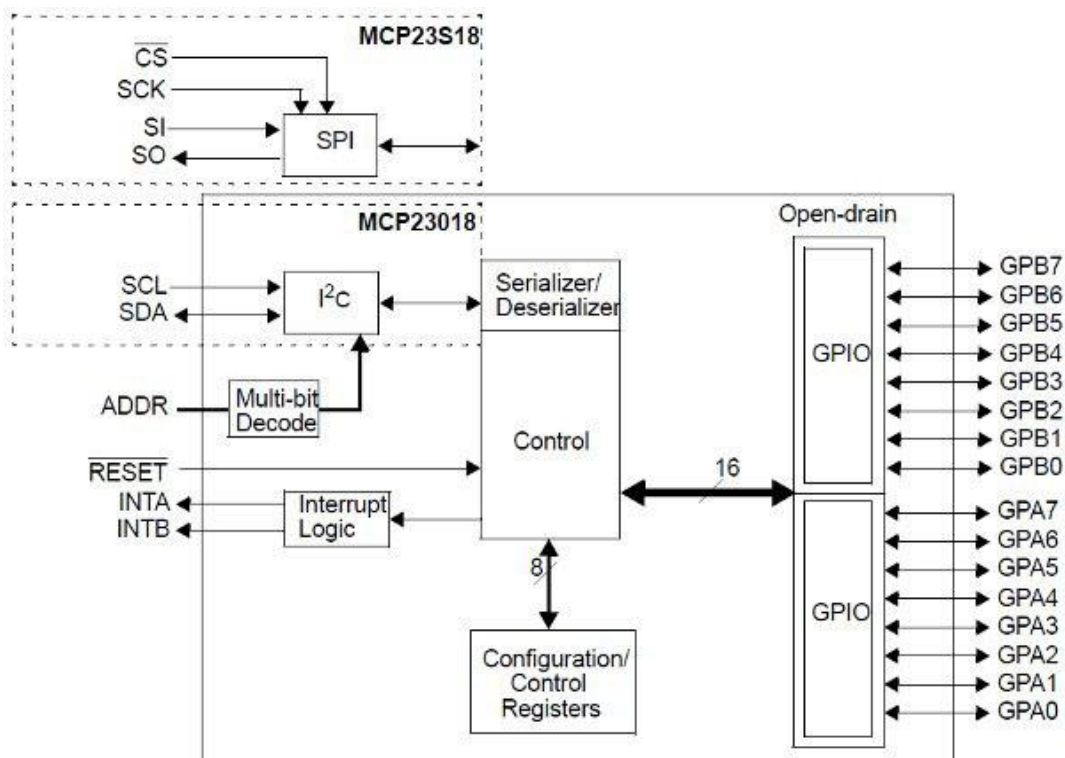 MCP23S18
CS
SCK
SI
SO
SPI
MCP23018
SCL
SDA
I²C
Serializer/
Deserializer
Open-drain
ADDR
Multi-bit
Decode
Control
RESET
INTA
INTB
Interrupt
Logic
16
8
Configuration/
Control
Registers
GPIO
GPB7
GPB6
GPB5
GPB4
GPB3
GPB2
GPB1
GPB0
GPIO
GPA7
GPA6
GPA5
GPA4
GPA3
GPA2
GPA1
GPA0